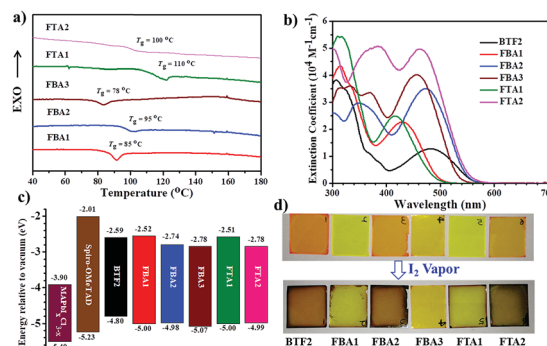 a)
FTA2
FTA1
FBA3
FBA2
FBA1
EXO
Tg = 100 °C
Tg = 110 °C
Tg = 78 °C
Tg = 95 °C
Tg = 85 °C
40 60 80 100 120 140 160 180
Temperature (°C)
b)
Extinction Coefficient (10⁴ M⁻¹ cm⁻¹)
6
5
4
3
2
1
0
BTF2
FBA1
FBA2
FBA3
FTA1
FTA2
300 400 500 600 700
Wavelength (nm)
c)
Energy relative to vacuum (eV)
-2
-3
-4
-5
-3.90
-2.01
Spiro-OMeTAD
-5.23
-2.59
BTF2
-4.80
-2.52
FBA1
-5.00
-2.74
FBA2
-4.98
-2.78
FBA3
-5.07
-2.51
FTA1
-5.00
-2.78
FTA2
-4.99
d)
I₂ Vapor
BTF2 FBA1 FBA2 FBA3 FTA1 FTA2